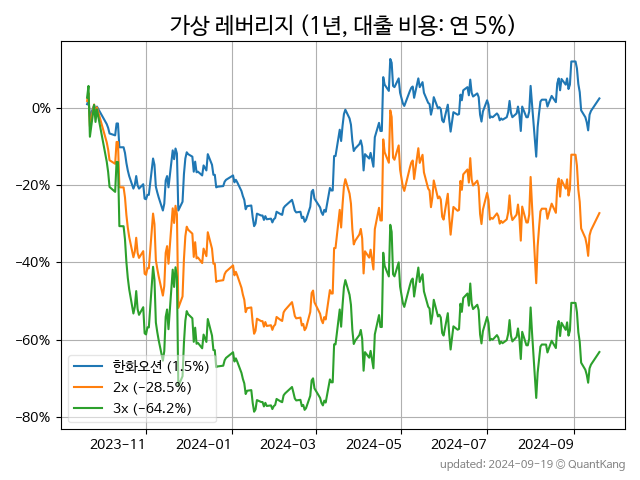 가상 레버리지 (1년, 대출 비용: 연 5%)
0%
−20%
−40%
−60%
−80%
한화오션 (1.5%)
2x (−28.5%)
3x (−64.2%)
2023−11 2024−01 2024−03 2024−05 2024−07 2024−09
updated: 2024−09−19 © QuantKang